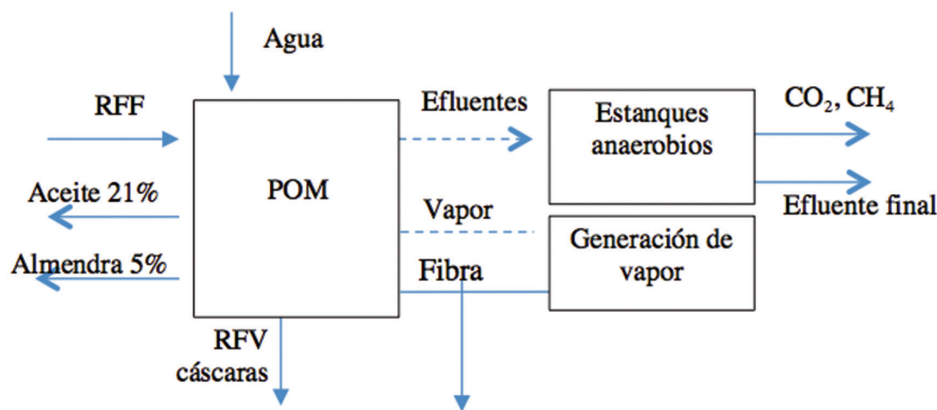 Agua
RFF
Efluentes
Estanques
anaerobios
CO₂, CH₄
Aceite 21%
POM
Vapor
Efluente final
Almendra 5%
Fibra
Generación de
vapor
RFV
cáscaras